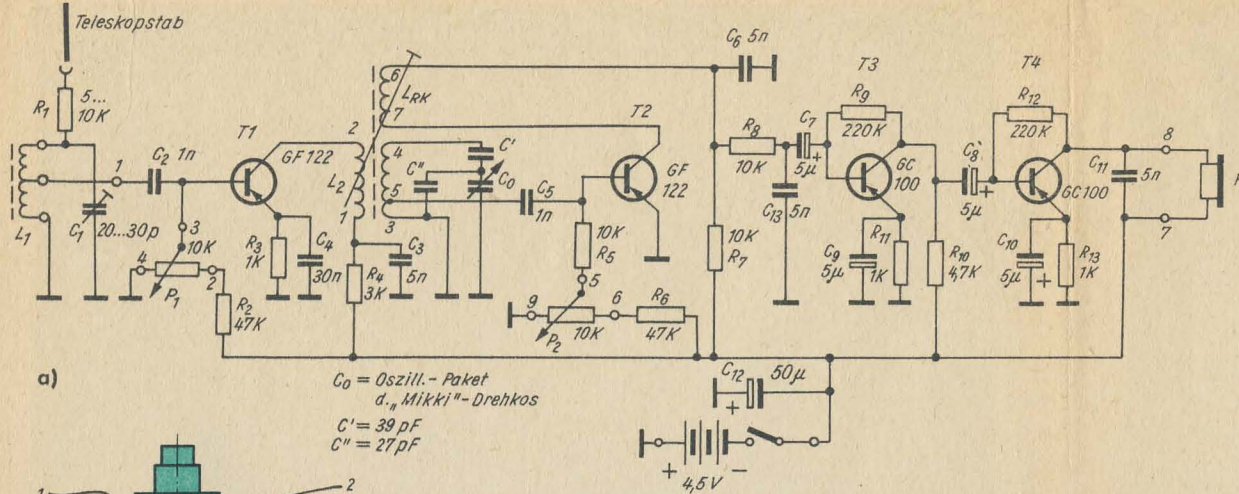 Teleskopstab
R1
5...
10K
L1
1
C1
20...30p
C2 1n
3
10K
4
2
P1
R2
47K
T1
GF 122
R3
1K
C4
30n
2
L2
1
R4
3K
C3
5n
6
LRK
7
4
5
3
C'
C"
C0
C5
1n
T2
GF
122
10K
R5
5
9
6
10K
P2
R6
47K
C6 5n
10K
R7
R8
10K
C7
5µ
+
C13
5n
T3
R9
220K
GC
100
C9
5µ
R11
1K
R10
4,7K
C8
5µ
+
T4
R12
220K
GC100
C10
5µ
+
R13
1K
C11
5n
8
7
a)
C0 = Oszill.- Paket
d. „Mikki"-Drehkos
C' = 39 pF
C" = 27 pF
C12
50µ
+
+
−
4,5V
1
2